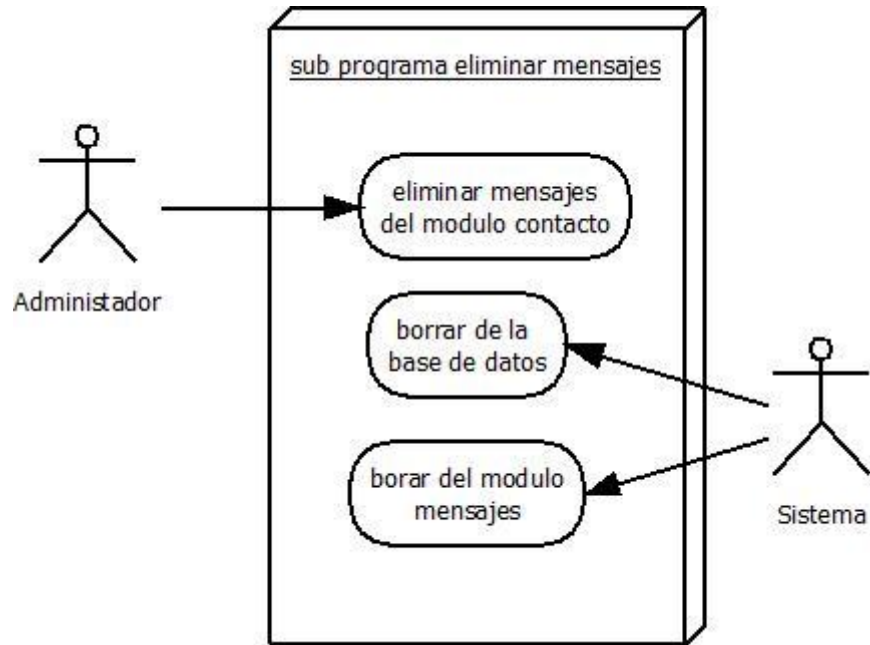 sub programa eliminar mensajes
eliminar mensajes
del modulo contacto
Administador
borrar de la
base de datos
borar del modulo
mensajes
Sistema